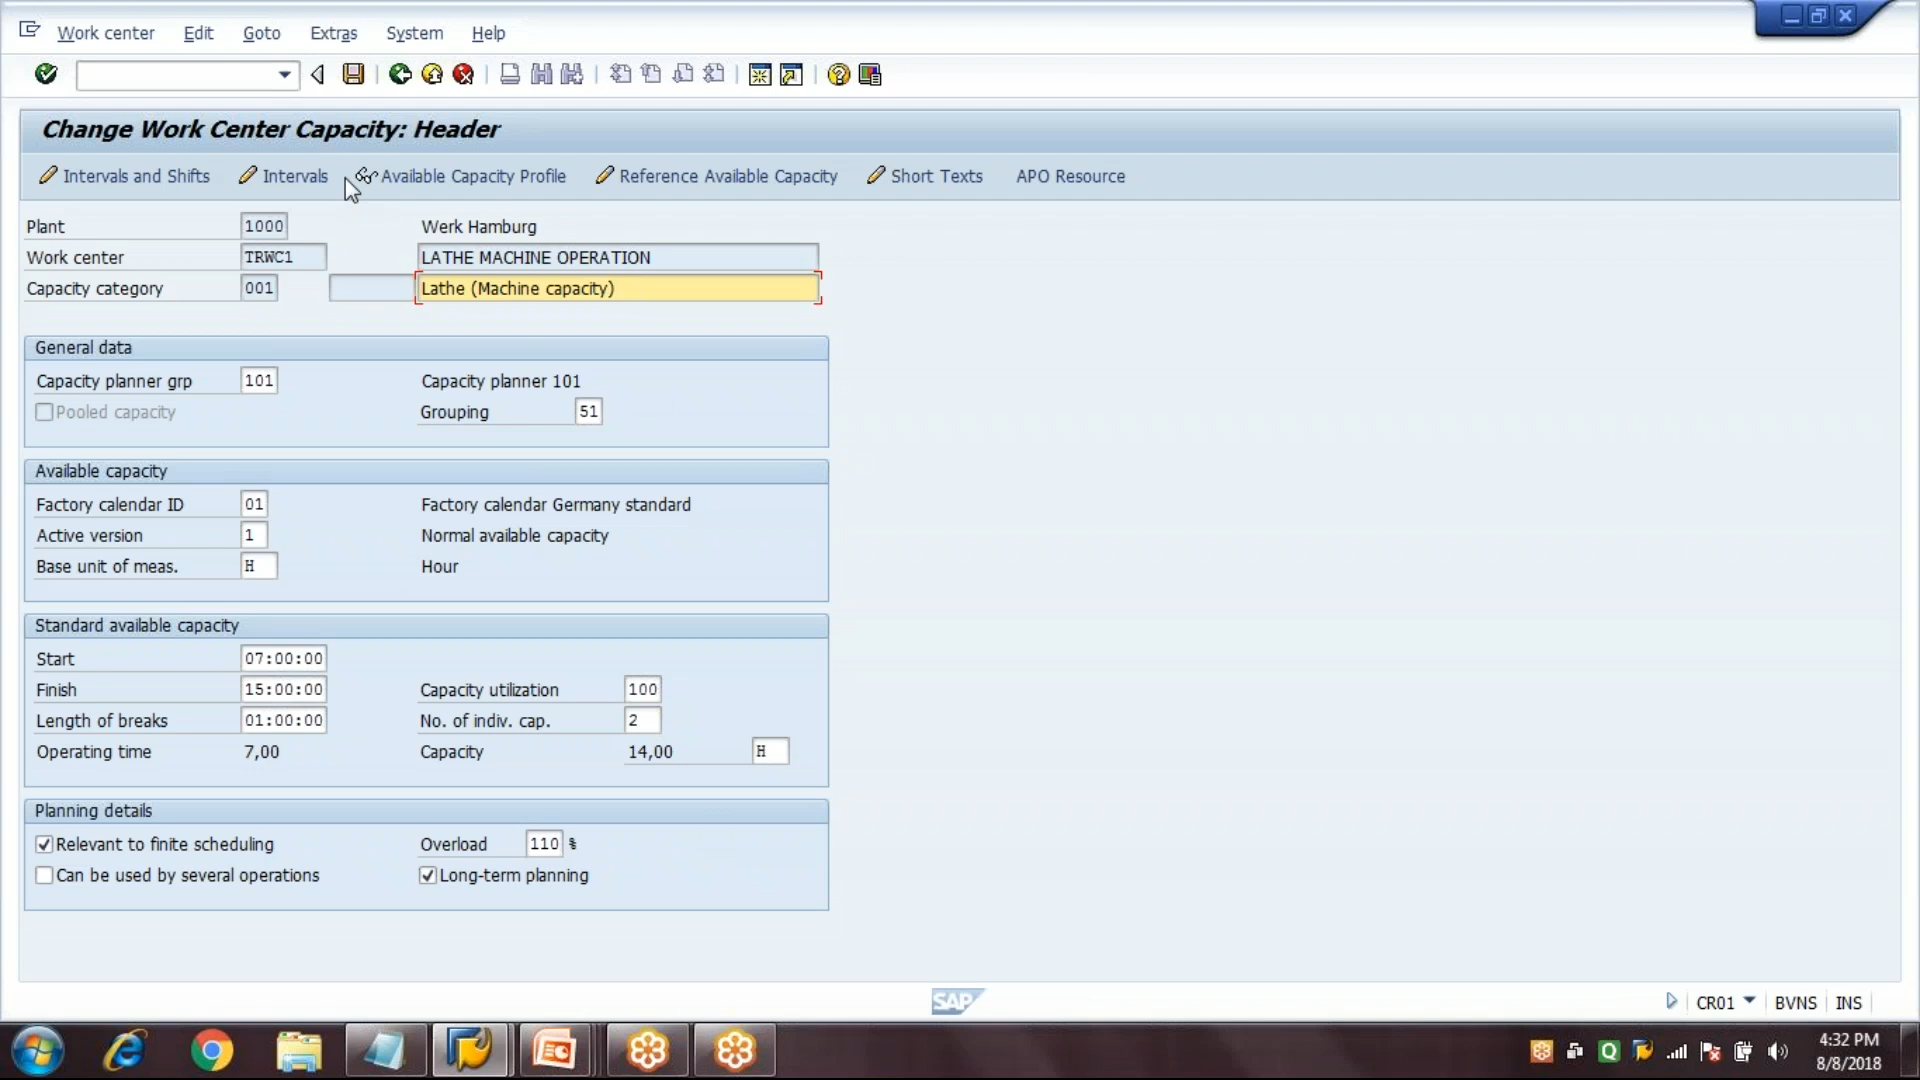 Work center Edit Goto Extras System Help
Change Work Center Capacity: Header
Intervals and Shifts Intervals Available Capacity Profile Reference Available Capacity Short Texts APO Resource
Plant 1000 Werk Hamburg
Work center TRWC1 LATHE MACHINE OPERATION
Capacity category 001 Lathe (Machine capacity)
General data
Capacity planner grp 101 Capacity planner 101
Pooled capacity Grouping 51
Available capacity
Factory calendar ID 01 Factory calendar Germany standard
Active version 1 Normal available capacity
Base unit of meas. H Hour
Standard available capacity
Start 07:00:00
Finish 15:00:00 Capacity utilization 100
Length of breaks 01:00:00 No. of indiv. cap. 2
Operating time 7,00 Capacity 14,00 H
Planning details
Relevant to finite scheduling Overload 110 %
Can be used by several operations Long-term planning
SAP CR01 BVNS INS
4:32 PM
8/8/2018